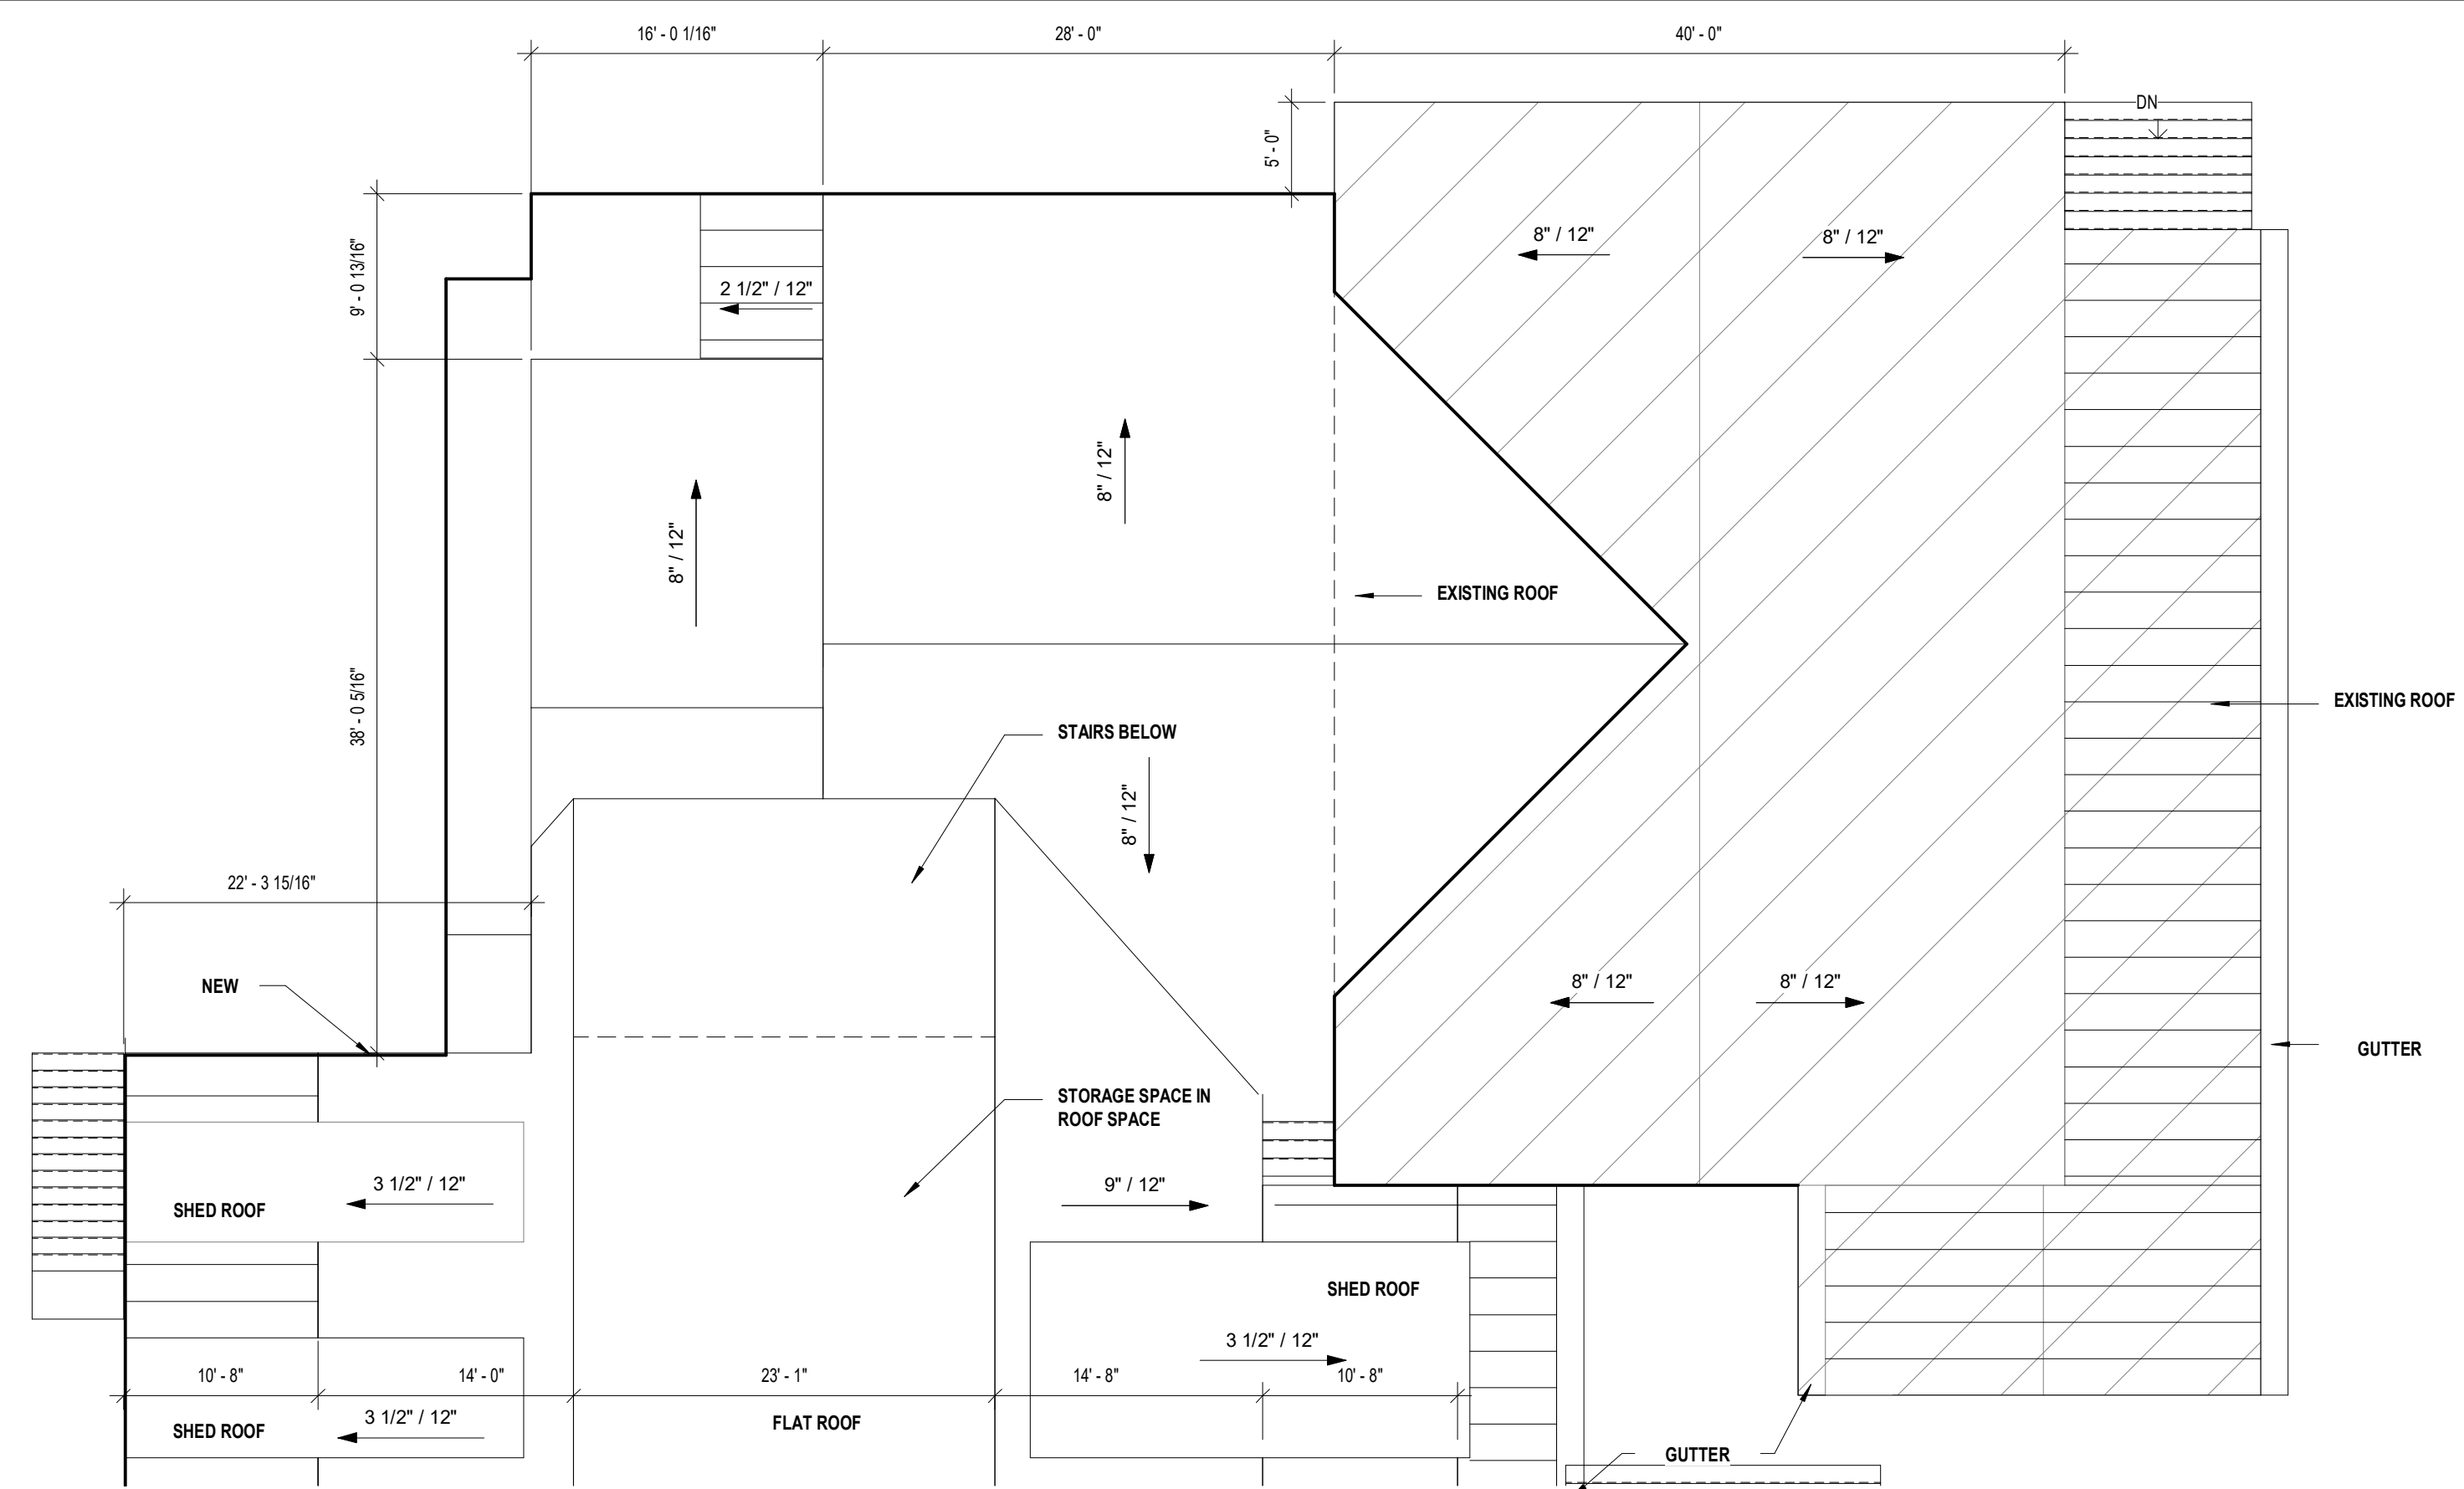 16' - 0 1/16"
28' - 0"
40' - 0"
DN
5' - 0"
8" / 12"
8" / 12"
9' - 0 13/16"
2 1/2" / 12"
8" / 12"
8" / 12"
EXISTING ROOF
38' - 0 5/16"
EXISTING ROOF
STAIRS BELOW
8" / 12"
22' - 3 15/16"
NEW
8" / 12"
8" / 12"
GUTTER
STORAGE SPACE IN
ROOF SPACE
3 1/2" / 12"
9" / 12"
SHED ROOF
SHED ROOF
3 1/2" / 12"
10' - 8"
14' - 0"
23' - 1"
14' - 8"
10' - 8"
3 1/2" / 12"
SHED ROOF
FLAT ROOF
GUTTER